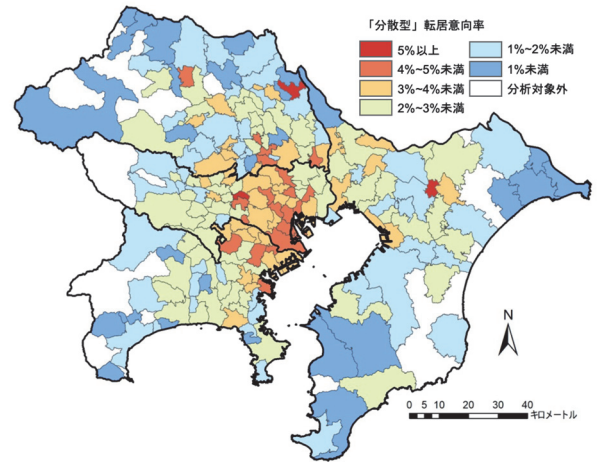 「分散型」転居意向率
5%以上
4%~5%未満
3%~4%未満
2%~3%未満
1%~2%未満
1%未満
分析対象外
N
0 5 10 20 30 40 キロメートル